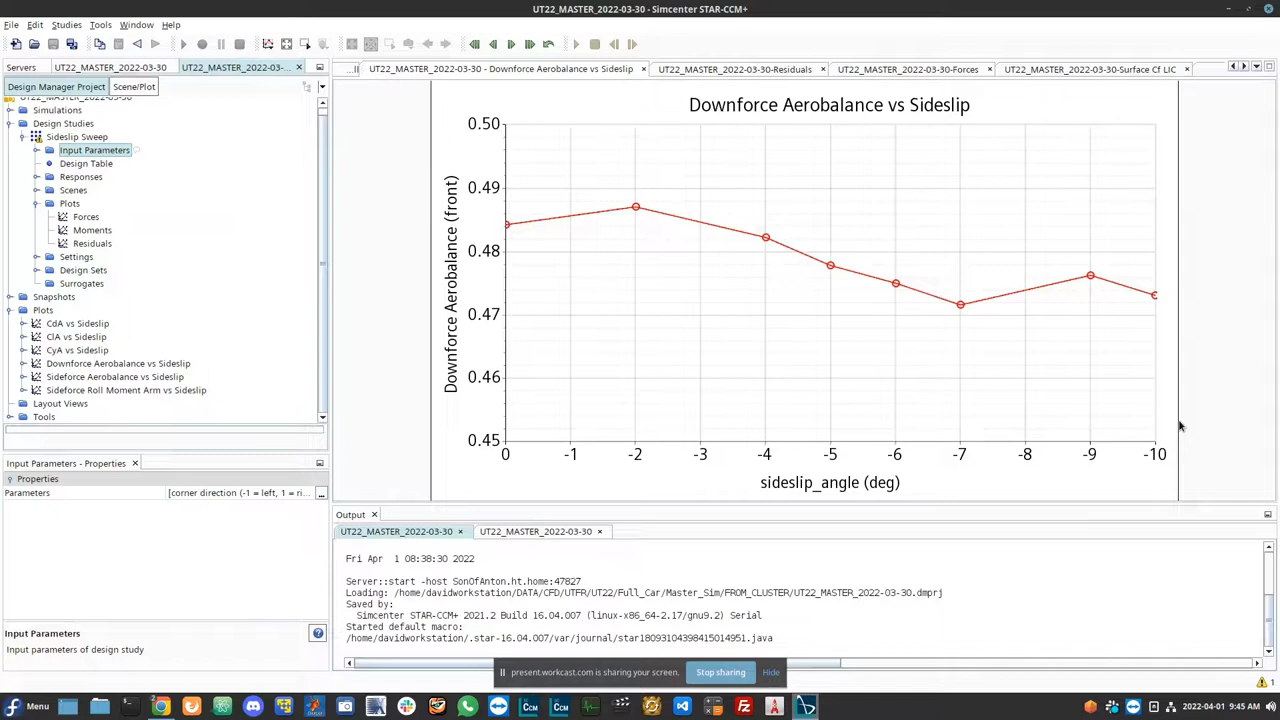 UT22_MASTER_2022-03-30 - Simcenter STAR-CCM+
File Edit Studies Tools Window Help
Servers UT22_MASTER_2022-03-30 UT22_MASTER_2022-03-...
...ll UT22_MASTER_2022-03-30 - Downforce Aerobalance vs Sideslip UT22_MASTER_2022-03-30-Residuals UT22_MASTER_2022-03-30-Forces UT22_MASTER_2022-03-30-Surface Cf LIC
Design Manager Project Scene/Plot
UT22_MASTER_2022-03-30
Simulations
Design Studies
Sideslip Sweep
Input Parameters
Design Table
Responses
Scenes
Plots
Forces
Moments
Residuals
Settings
Design Sets
Surrogates
Snapshots
Plots
CdA vs Sideslip
ClA vs Sideslip
CyA vs Sideslip
Downforce Aerobalance vs Sideslip
Sideforce Aerobalance vs Sideslip
Sideforce Roll Moment Arm vs Sideslip
Layout Views
Tools
Input Parameters - Properties
Properties
Parameters [corner direction (-1 = left, 1 = ri... ...
Input Parameters
Input parameters of design study
Downforce Aerobalance vs Sideslip
Downforce Aerobalance (front)
0.50
0.49
0.48
0.47
0.46
0.45
0 -1 -2 -3 -4 -5 -6 -7 -8 -9 -10
sideslip_angle (deg)
Output
UT22_MASTER_2022-03-30 UT22_MASTER_2022-03-30
Fri Apr 1 08:38:30 2022
Server::start -host SonOfAnton.ht.home:47827
Loading: /home/davidworkstation/DATA/CFD/UTFR/UT22/Full_Car/Master_Sim/FROM_CLUSTER/UT22_MASTER_2022-03-30.dmprj
Saved by:
Simcenter STAR-CCM+ 2021.2 Build 16.04.007 (linux-x86_64-2.17/gnu9.2) Serial
Started default macro:
/home/davidworkstation/.star-16.04.007/var/journal/star18093104398415014951.java
present.workcast.com is sharing your screen. Stop sharing Hide
1
Menu CCM CCM 2022-04-01 9:45 AM